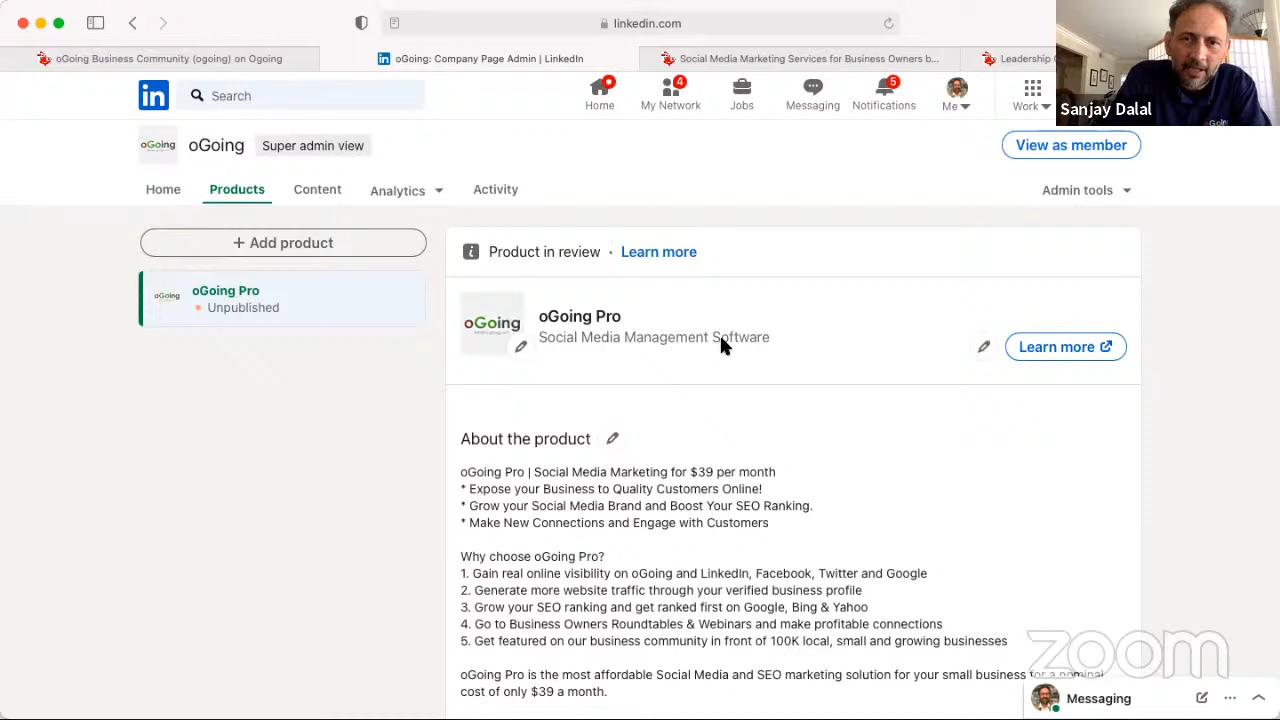 linkedin.com
oGoing Business Community (ogoing) on Ogoing
oGoing: Company Page Admin | LinkedIn
Social Media Marketing Services for Business Owners b...
Leadership
Sanjay Dalal
in
Search
Home
4
My Network
Jobs
Messaging
5
Notifications
Me
Work
oGoing
oGoing
Super admin view
View as member
Home
Products
Content
Analytics
Activity
Admin tools
+ Add product
oGoing
oGoing Pro
Unpublished
Product in review · Learn more
oGoing
oGoing Pro
Social Media Management Software
Learn more
About the product
oGoing Pro | Social Media Marketing for $39 per month
* Expose your Business to Quality Customers Online!
* Grow your Social Media Brand and Boost Your SEO Ranking.
* Make New Connections and Engage with Customers
Why choose oGoing Pro?
1. Gain real online visibility on oGoing and LinkedIn, Facebook, Twitter and Google
2. Generate more website traffic through your verified business profile
3. Grow your SEO ranking and get ranked first on Google, Bing & Yahoo
4. Go to Business Owners Roundtables & Webinars and make profitable connections
5. Get featured on our business community in front of 100K local, small and growing businesses
oGoing Pro is the most affordable Social Media and SEO marketing solution for your small business for a nominal
cost of only $39 a month.
zoom
Messaging